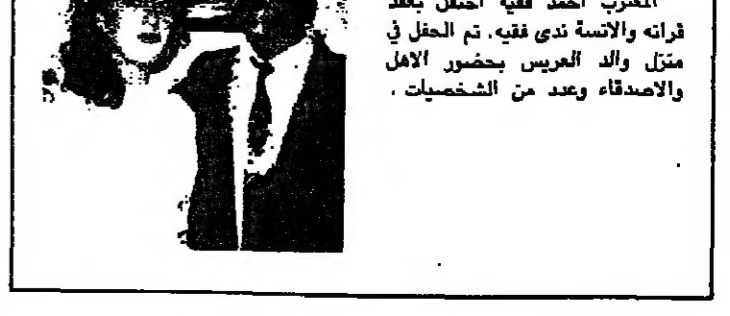 المغترب احمد فقيه احتفل بعقد
قرانه والانسة ندى فقيه. تم الحفل في
منزل والد العريس بحضور الاهل
والاصدقاء وعدد من الشخصيات .